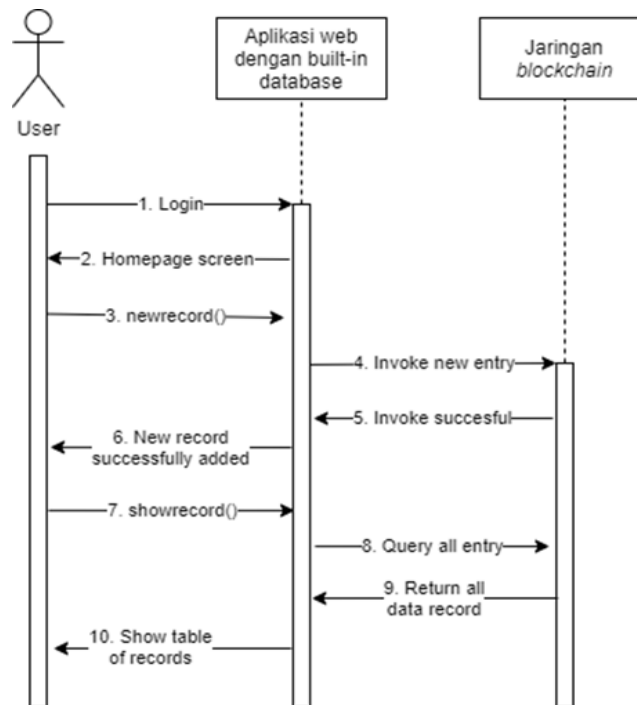 Aplikasi web
dengan built-in
database
Jaringan
blockchain
User
1. Login
2. Homepage screen
3. newrecord()
4. Invoke new entry
5. Invoke succesful
6. New record
successfully added
7. showrecord()
8. Query all entry
9. Return all
data record
10. Show table
of records